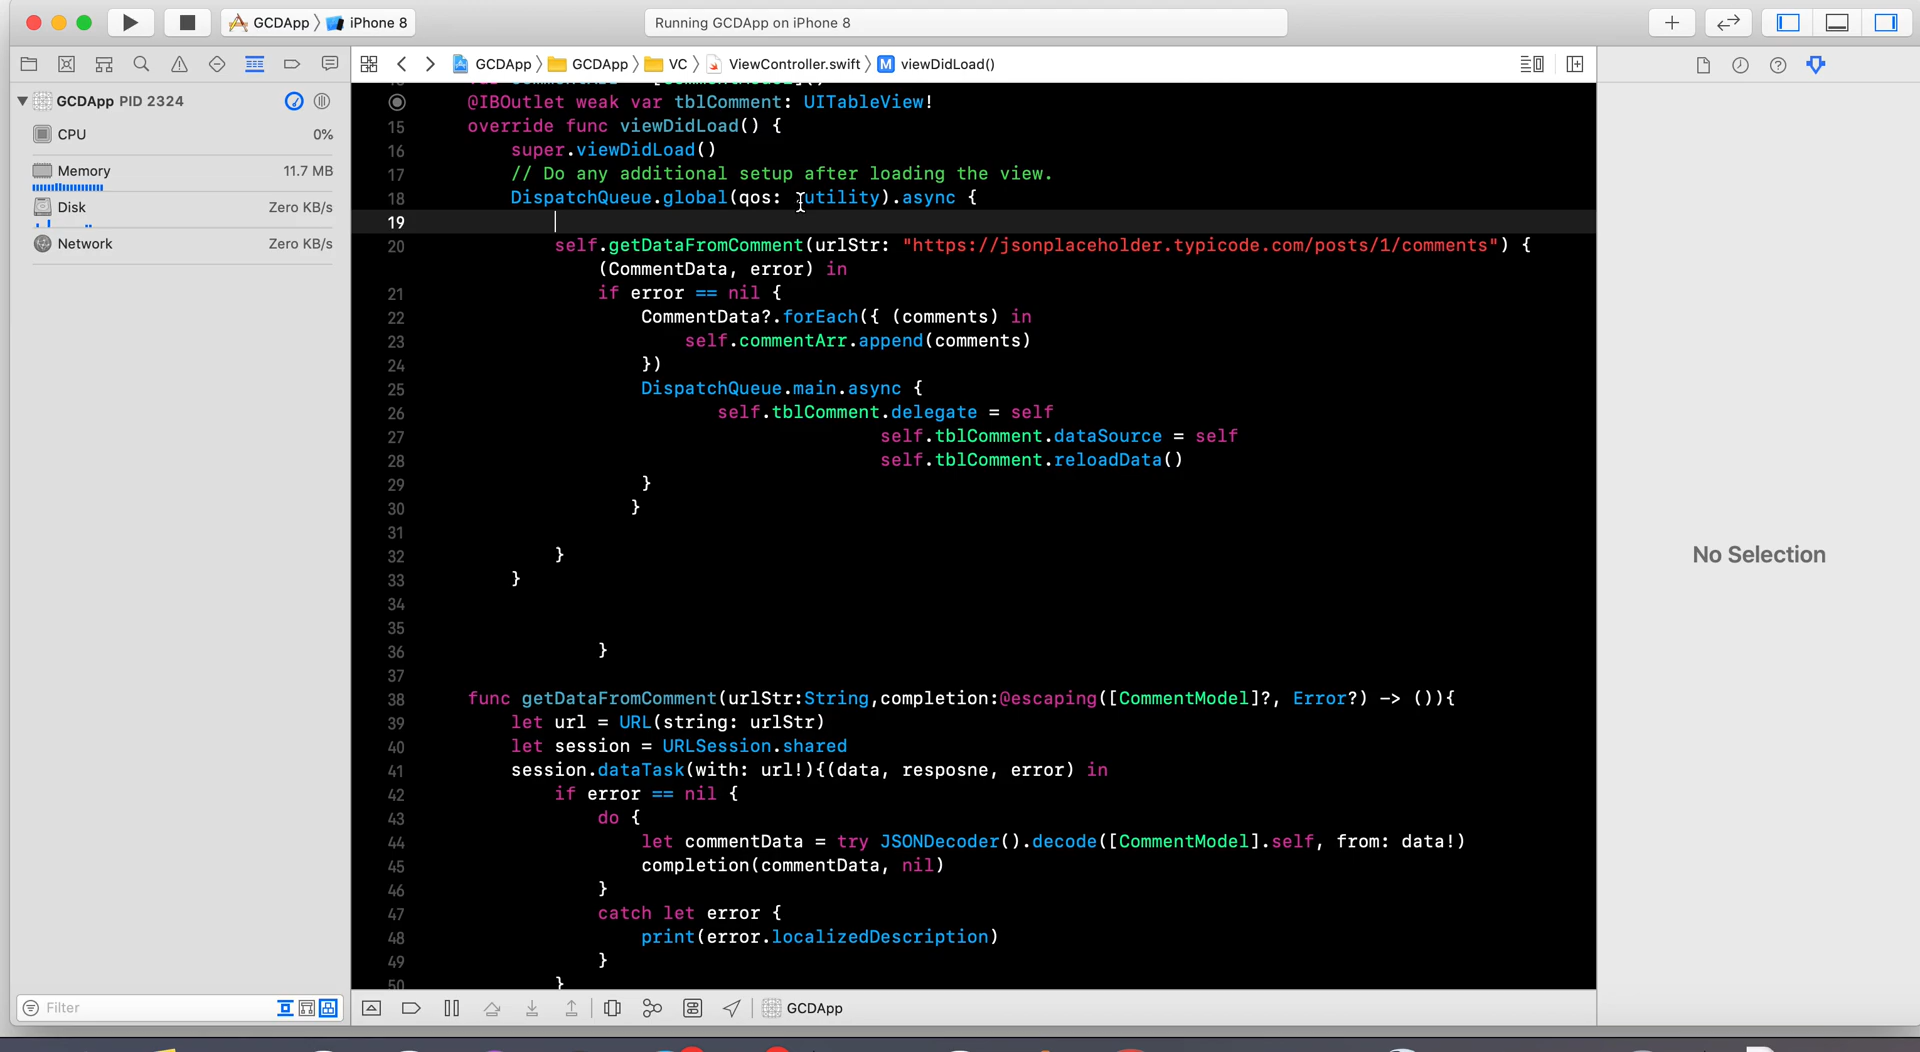 GCDApp
iPhone 8
Running GCDApp on iPhone 8
GCDApp
GCDApp
VC
ViewController.swift
M viewDidLoad()
GCDApp PID 2324
CPU 0%
Memory 11.7 MB
Disk Zero KB/s
Network Zero KB/s
@IBOutlet weak var tblComment: UITableView!
15 override func viewDidLoad() {
16 super.viewDidLoad()
17 // Do any additional setup after loading the view.
18 DispatchQueue.global(qos: .utility).async {
19
20 self.getDataFromComment(urlStr: "https://jsonplaceholder.typicode.com/posts/1/comments") {
(CommentData, error) in
21 if error == nil {
22 CommentData?.forEach({ (comments) in
23 self.commentArr.append(comments)
24 })
25 DispatchQueue.main.async {
26 self.tblComment.delegate = self
27 self.tblComment.dataSource = self
28 self.tblComment.reloadData()
29 }
30 }
31
32 }
33 }
34
35
36 }
37
38 func getDataFromComment(urlStr:String,completion:@escaping([CommentModel]?, Error?) -> ()){
39 let url = URL(string: urlStr)
40 let session = URLSession.shared
41 session.dataTask(with: url!){(data, resposne, error) in
42 if error == nil {
43 do {
44 let commentData = try JSONDecoder().decode([CommentModel].self, from: data!)
45 completion(commentData, nil)
46 }
47 catch let error {
48 print(error.localizedDescription)
49 }
50 }
No Selection
Filter
GCDApp